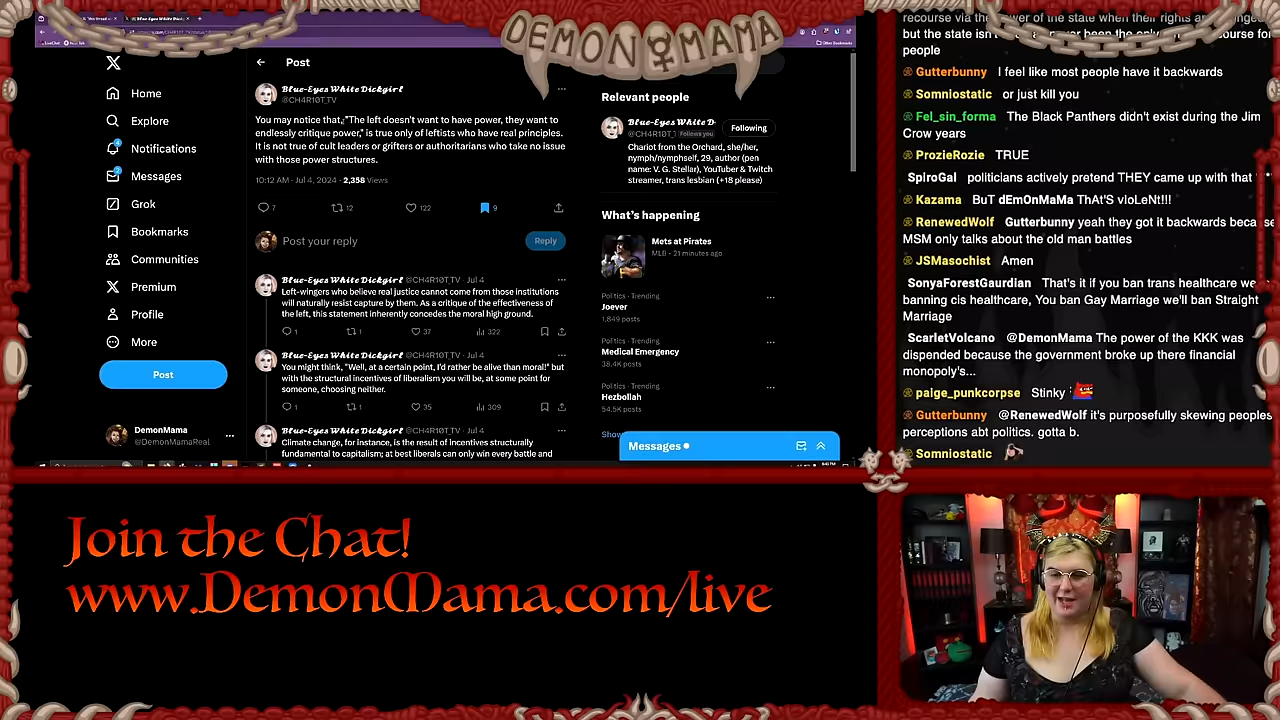 DEMON MAMA
Post
Home
Explore
Notifications
Messages
Grok
Bookmarks
Communities
Premium
Profile
More
Post
DemonMama
@DemonMamaReal
Blue-Eyes White Dickgirl
@CH4R10T_TV
You may notice that, "The left doesn't want to have power, they want to
endlessly critique power," is true only of leftists who have real principles.
It is not true of cult leaders or grifters or authoritarians who take no issue
with those power structures.
10:12 AM · Jul 4, 2024 · 2,358 Views
7 12 122 9
Post your reply
Reply
Blue-Eyes White Dickgirl @CH4R10T_TV · Jul 4
Left-wingers who believe real justice cannot come from those institutions
will naturally resist capture by them. As a critique of the effectiveness of
the left, this statement inherently concedes the moral high ground.
1 1 37 322
Blue-Eyes White Dickgirl @CH4R10T_TV · Jul 4
You might think, "Well, at a certain point, I'd rather be alive than moral!" but
with the structural incentives of liberalism you will be, at some point for
someone, choosing neither.
1 1 35 309
Blue-Eyes White Dickgirl @CH4R10T_TV · Jul 4
Climate change, for instance, is the result of incentives structurally
fundamental to capitalism; at best liberals can only win every battle and
Relevant people
Blue-Eyes White D
@CH4R10T_T Follows you
Following
Chariot from the Orchard, she/her,
nymph/nymphself, 29, author (pen
name: V. G. Stellar), YouTube & Twitch
streamer, trans lesbian (+18 please)
What's happening
Mets at Pirates
MLB · 21 minutes ago
Politics · Trending
Joever
1,849 posts
Politics · Trending
Medical Emergency
38.4K posts
Politics · Trending
Hezbollah
54.5K posts
Show
Messages
people
Gutterbunny I feel like most people have it backwards
Somniostatic or just kill you
Fel_sin_forma The Black Panthers didn't exist during the Jim
Crow years
ProzieRozie TRUE
SpiroGal politicians actively pretend THEY came up with that
Kazama BuT dEmOnMaMa ThAt'S vioLeNt!!!
RenewedWolf Gutterbunny yeah they got it backwards
MSM only talks about the old man battles
JSMasochist Amen
SonyaForestGaurdian That's if you ban trans healthcare we
banning cis healthcare, You ban Gay Marriage we'll ban Straight
Marriage
ScarletVolcano @DemonMama The power of the KKK was
dispended because the government broke up there financial
monopoly's...
paige_punkcorpse Stinky
Gutterbunny @RenewedWolf it's purposefully skewing peoples
perceptions abt politics. gotta b.
Somniostatic
Join the Chat!
www.DemonMama.com/live